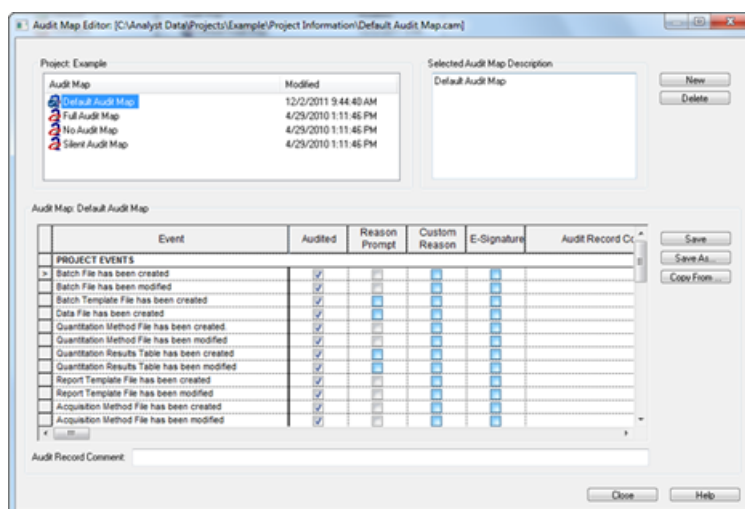 Audit Map Editor: [C:\Analyst Data\Projects\Example\Project Information\Default Audit Map.cam]
Project: Example
Audit Map Modified
Default Audit Map 12/2/2011 9:44:40 AM
Full Audit Map 4/29/2010 1:11:46 PM
No Audit Map 4/29/2010 1:11:46 PM
Silent Audit Map 4/29/2010 1:11:46 PM
Selected Audit Map Description
Default Audit Map
New
Delete
Audit Map: Default Audit Map
Event Audited Reason Prompt Custom Reason E-Signature Audit Record Co
PROJECT EVENTS
Batch File has been created
Batch File has been modified
Batch Template File has been created
Data File has been created
Quantitation Method File has been created.
Quantitation Method File has been modified
Quantitation Results Table has been created
Quantitation Results Table has been modified
Report Template File has been created
Report Template File has been modified
Acquisition Method File has been created
Acquisition Method File has been modified
Save
Save As...
Copy From ...
Audit Record Comment:
Close
Help